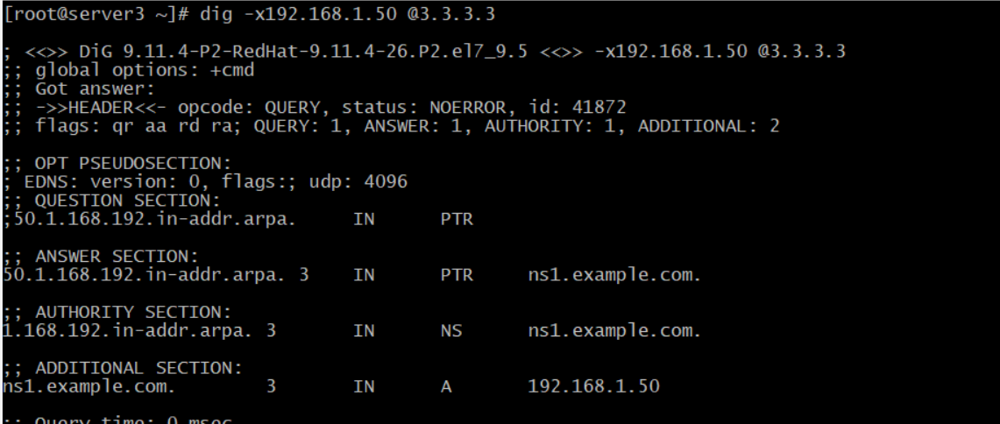 [root@server3 ~]# dig -x192.168.1.50 @3.3.3.3
; <<>> DiG 9.11.4-P2-RedHat-9.11.4-26.P2.el7_9.5 <<>> -x192.168.1.50 @3.3.3.3
;; global options: +cmd
;; Got answer:
;; ->>HEADER<<- opcode: QUERY, status: NOERROR, id: 41872
;; flags: qr aa rd ra; QUERY: 1, ANSWER: 1, AUTHORITY: 1, ADDITIONAL: 2
;; OPT PSEUDOSECTION:
; EDNS: version: 0, flags:; udp: 4096
;; QUESTION SECTION:
;50.1.168.192.in-addr.arpa. IN PTR
;; ANSWER SECTION:
50.1.168.192.in-addr.arpa. 3 IN PTR ns1.example.com.
;; AUTHORITY SECTION:
1.168.192.in-addr.arpa. 3 IN NS ns1.example.com.
;; ADDITIONAL SECTION:
ns1.example.com. 3 IN A 192.168.1.50
;; Query time: 0 msec